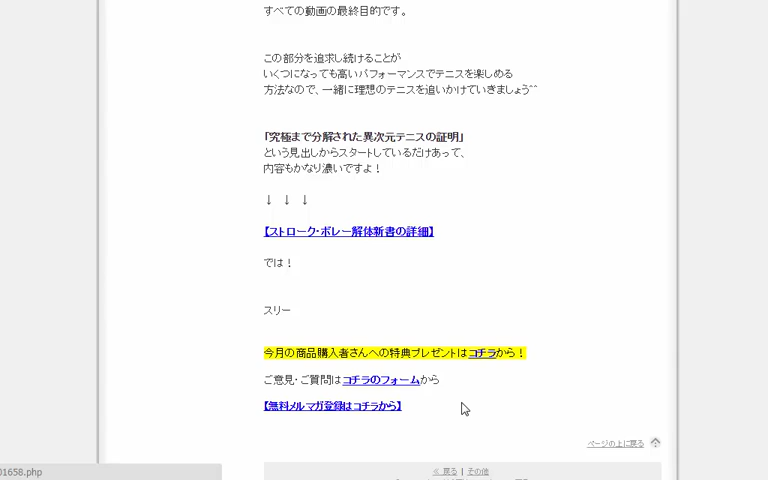 すべての動画の最終目的です。
この部分を追求し続けることが
いくつになっても高いパフォーマンスでテニスを楽しめる
方法なので、一緒に理想のテニスを追いかけていきましょう^^
「究極まで分解された異次元テニスの証明」
という見出しからスタートしているだけあって、
内容もかなり濃いですよ！
↓ ↓ ↓
【ストローク・ボレー解体新書の詳細】
では！
スリー
今月の商品購入者さんへの特典プレゼントはコチラから！
ご意見・ご質問はコチラのフォームから
【無料メルマガ登録はコチラから】
ページの上に戻る
01658.php
≪ 戻る | その他